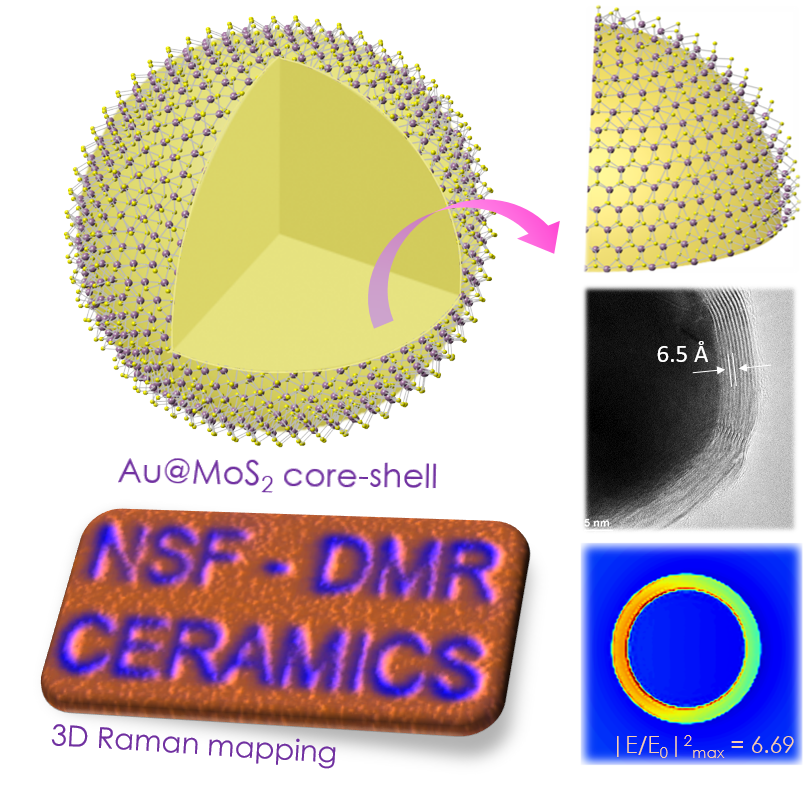 6.5 Å
Au@MoS₂ core-shell
5 nm
NSF - DMR
CERAMICS
3D Raman mapping
|E/E₀|²max = 6.69